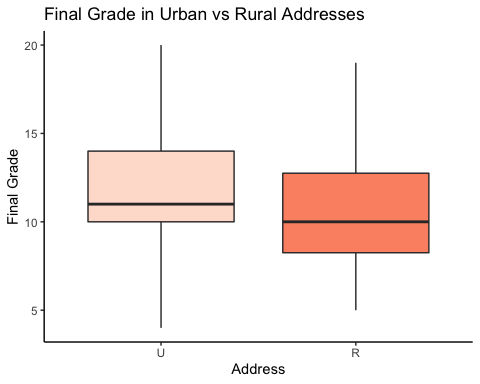 Final Grade in Urban vs Rural Addresses
20
15
10
5
Final Grade
U
R
Address